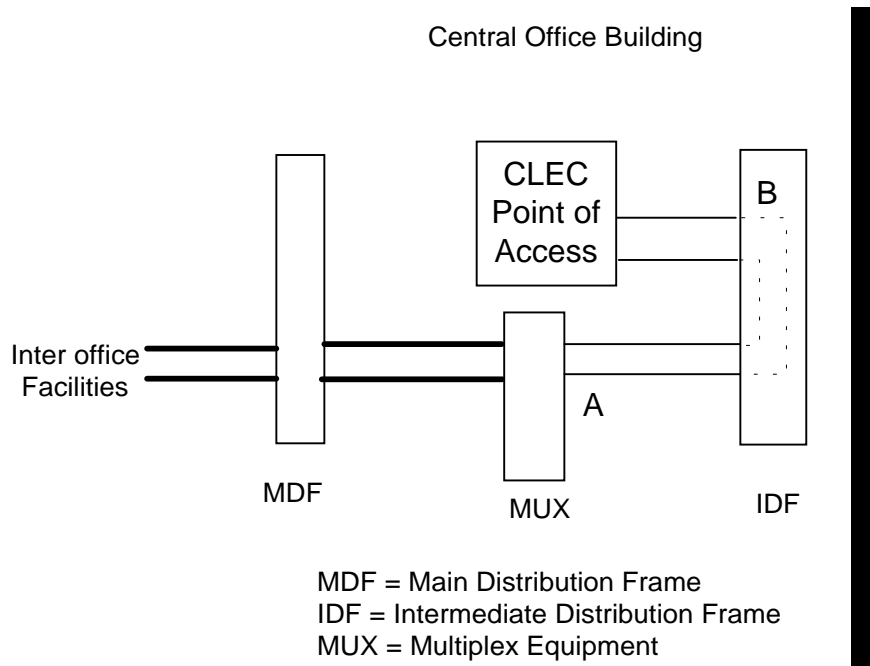 Central Office Building
CLEC
Point of
Access
B
Inter office
Facilities
A
MDF
MUX
IDF
MDF = Main Distribution Frame
IDF = Intermediate Distribution Frame
MUX = Multiplex Equipment